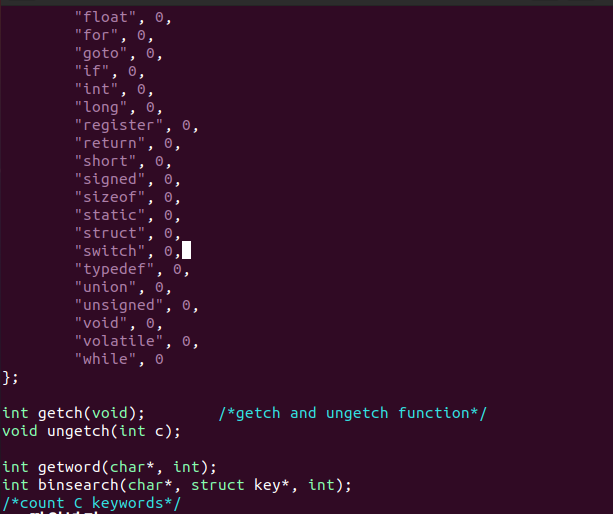 "float", 0,
"for", 0,
"goto", 0,
"if", 0,
"int", 0,
"long", 0,
"register", 0,
"return", 0,
"short", 0,
"signed", 0,
"sizeof", 0,
"static", 0,
"struct", 0,
"switch", 0,
"typedef", 0,
"union", 0,
"unsigned", 0,
"void", 0,
"volatile", 0,
"while", 0
};
int getch(void); /*getch and ungetch function*/
void ungetch(int c);
int getword(char*, int);
int binsearch(char*, struct key*, int);
/*count C keywords*/